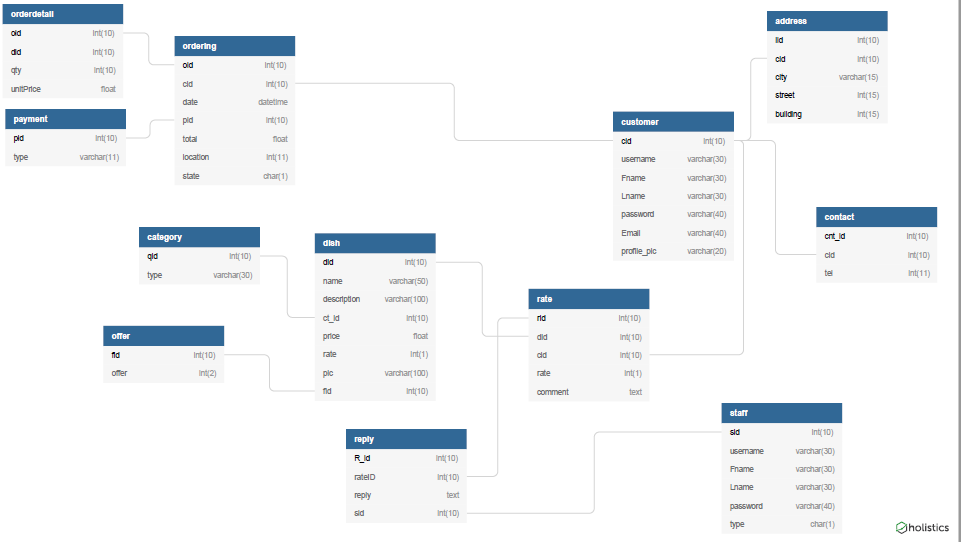 orderdetail
oid int(10)
did int(10)
qty int(10)
unitPrice float
payment
pid int(10)
type varchar(11)
ordering
oid int(10)
cid int(10)
date datetime
pid int(10)
total float
location int(11)
state char(1)
address
lid int(10)
cid int(10)
city varchar(15)
street int(15)
building int(15)
customer
cid int(10)
username varchar(30)
Fname varchar(30)
Lname varchar(30)
password varchar(40)
Email varchar(40)
profile_pic varchar(20)
contact
cnt_id int(10)
cid int(10)
tel int(11)
category
qid int(10)
type varchar(30)
dish
did int(10)
name varchar(50)
description varchar(100)
ct_id int(10)
price float
rate int(1)
pic varchar(100)
fid int(10)
offer
fid int(10)
offer int(2)
rate
rid int(10)
did int(10)
cid int(10)
rate int(1)
comment text
reply
R_id int(10)
rateID int(10)
reply text
sid int(10)
staff
sid int(10)
username varchar(30)
Fname varchar(30)
Lname varchar(30)
password varchar(40)
type char(1)
holistics